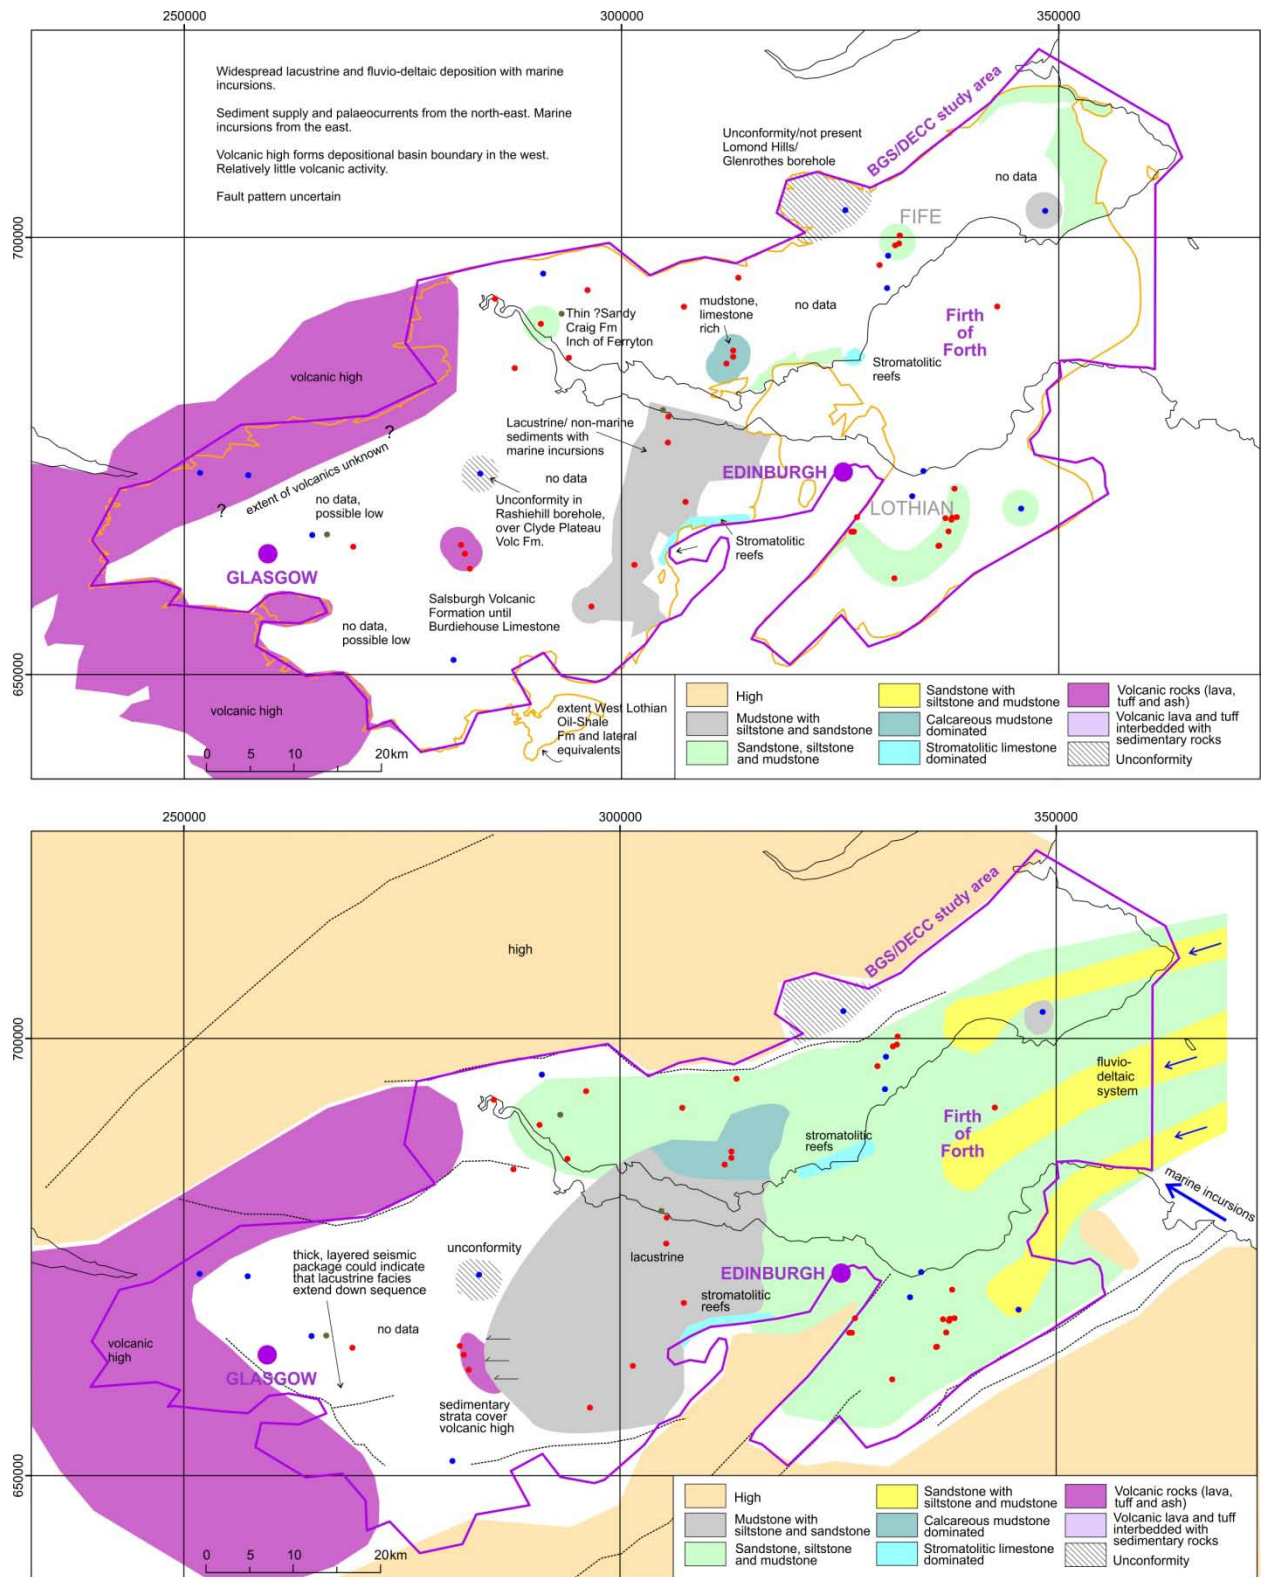 250000
300000
350000
Widespread lacustrine and fluvio-deltaic deposition with marine
incursions.
Sediment supply and palaeocurrents from the north-east. Marine
incursions from the east.
Volcanic high forms depositional basin boundary in the west.
Relatively little volcanic activity.
Fault pattern uncertain
Unconformity/not present
Lomond Hills/
Glenrothes borehole
BGS/DECC study area
no data
FIFE
700000
Thin ?Sandy
Craig Fm
Inch of Ferryton
mudstone,
limestone
rich
no data
Firth
of
Forth
Stromatolitic
reefs
volcanic high
?
extent of volcanics unknown
?
Lacustrine/ non-marine
sediments with
marine incursions
no data
EDINBURGH
Unconformity in
Rashiehill borehole,
over Clyde Plateau
Volc Fm.
no data,
possible low
LOTHIAN
Stromatolitic
reefs
GLASGOW
Salsburgh Volcanic
Formation until
Burdiehouse Limestone
no data,
possible low
650000
volcanic high
extent West Lothian
Oil-Shale
Fm and lateral
equivalents
0 5 10 20km
High
Mudstone with
siltstone and sandstone
Sandstone, siltstone
and mudstone
Sandstone with
siltstone and mudstone
Calcareous mudstone
dominated
Stromatolitic limestone
dominated
Volcanic rocks (lava,
tuff and ash)
Volcanic lava and tuff
interbedded with
sedimentary rocks
Unconformity
250000
300000
350000
high
BGS/DECC study area
700000
fluvio-
deltaic
system
Firth
of
Forth
stromatolitic
reefs
marine incursions
thick, layered seismic
package could indicate
that lacustrine facies
extend down sequence
unconformity
lacustrine
EDINBURGH
stromatolitic
reefs
no data
volcanic
high
GLASGOW
sedimentary
strata cover
volcanic high
650000
0 5 10 20km
High
Mudstone with
siltstone and sandstone
Sandstone, siltstone
and mudstone
Sandstone with
siltstone and mudstone
Calcareous mudstone
dominated
Stromatolitic limestone
dominated
Volcanic rocks (lava,
tuff and ash)
Volcanic lava and tuff
interbedded with
sedimentary rocks
Unconformity